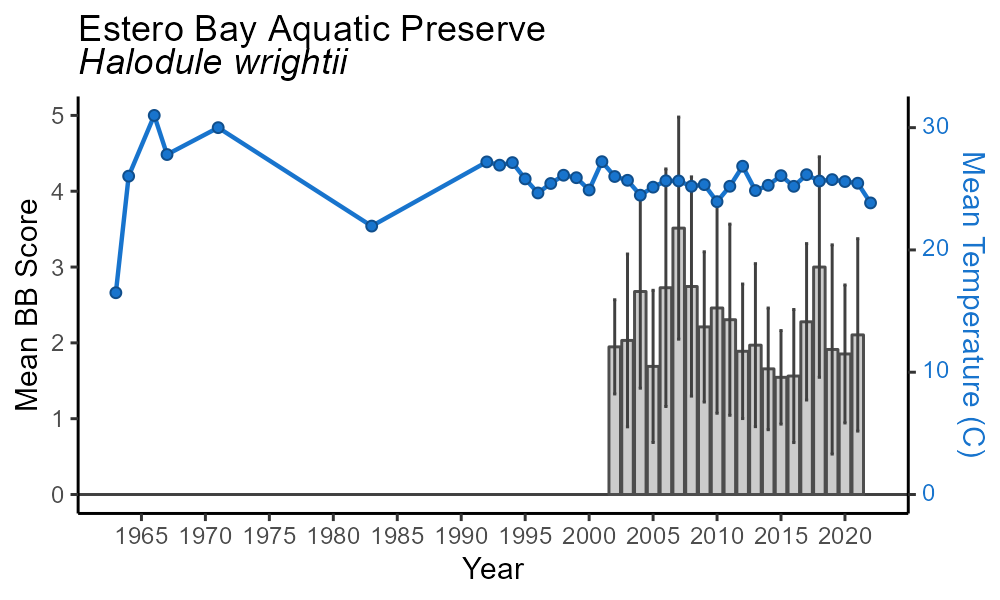 Estero Bay Aquatic Preserve
Halodule wrightii
Mean BB Score
5
4
3
2
1
0
30
20
10
0
Mean Temperature (C)
1965 1970 1975 1980 1985 1990 1995 2000 2005 2010 2015 2020
Year